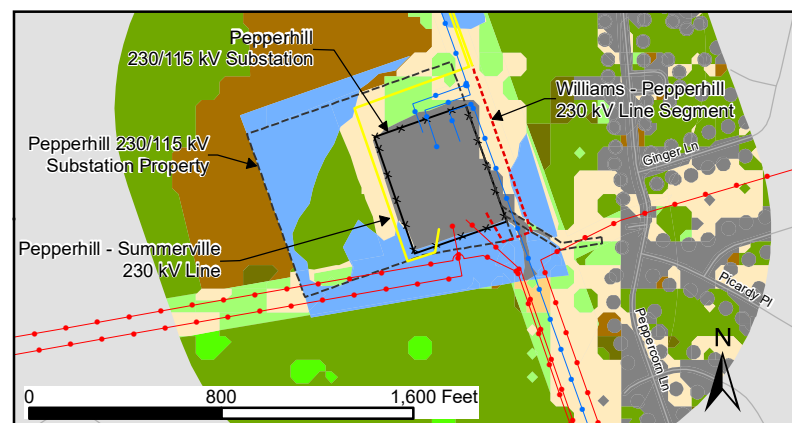 Pepperhill
230/115 kV Substation
Williams - Pepperhill
230 kV Line Segment
Pepperhill 230/115 kV
Substation Property
Ginger Ln
Pepperhill - Summerville
230 kV Line
Picardy Pl
Peppercorn Ln
N
0 800 1,600 Feet